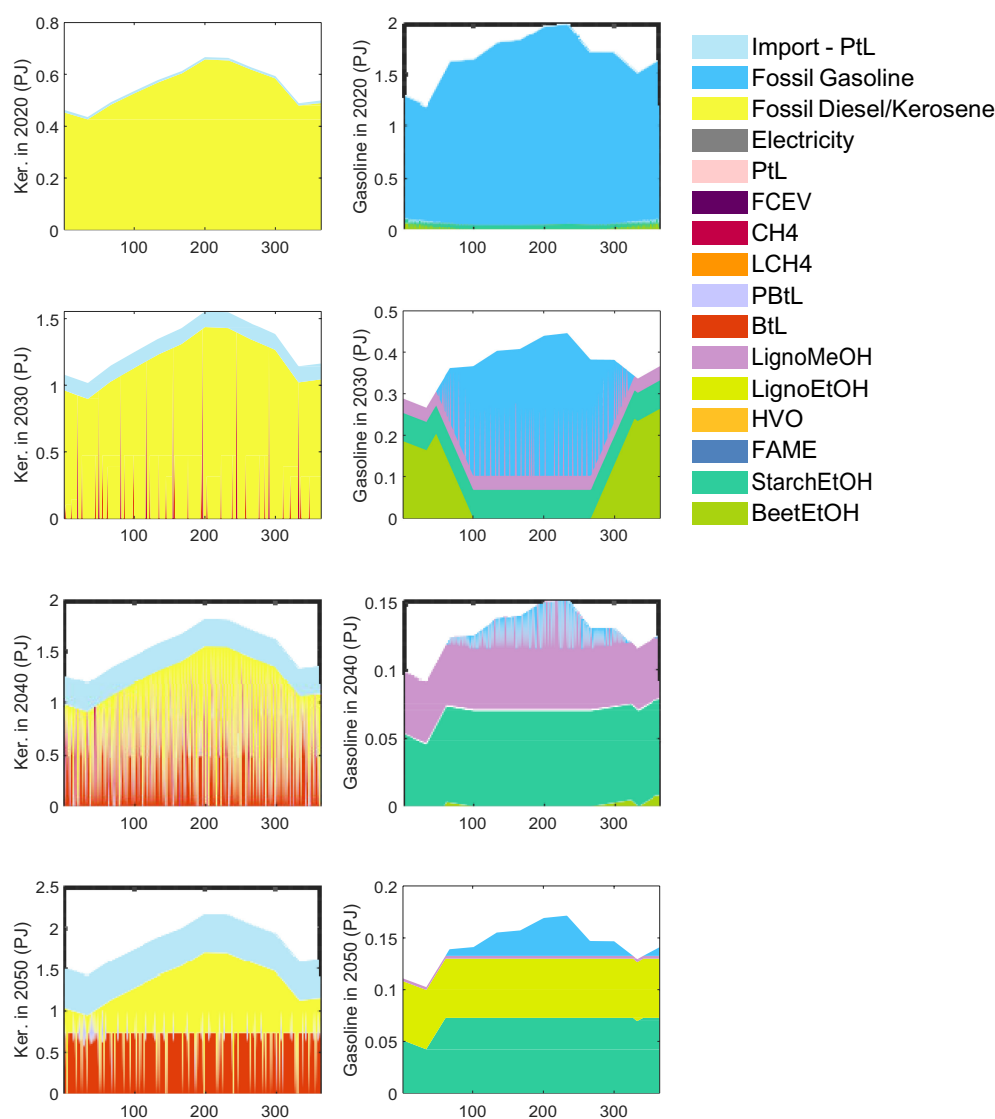 Ker. in 2020 (PJ)
0.8
0.6
0.4
0.2
0
100
200
300
Gasoline in 2020 (PJ)
2
1.5
1
0.5
0
100
200
300
Import - PtL
Fossil Gasoline
Fossil Diesel/Kerosene
Electricity
PtL
FCEV
CH4
LCH4
PBtL
BtL
LignoMeOH
LignoEtOH
HVO
FAME
StarchEtOH
BeetEtOH
Ker. in 2030 (PJ)
1.5
1
0.5
0
100
200
300
Gasoline in 2030 (PJ)
0.5
0.4
0.3
0.2
0.1
0
100
200
300
Ker. in 2040 (PJ)
2
1.5
1
0.5
0
100
200
300
Gasoline in 2040 (PJ)
0.15
0.1
0.05
0
100
200
300
Ker. in 2050 (PJ)
2.5
2
1.5
1
0.5
0
100
200
300
Gasoline in 2050 (PJ)
0.2
0.15
0.1
0.05
0
100
200
300